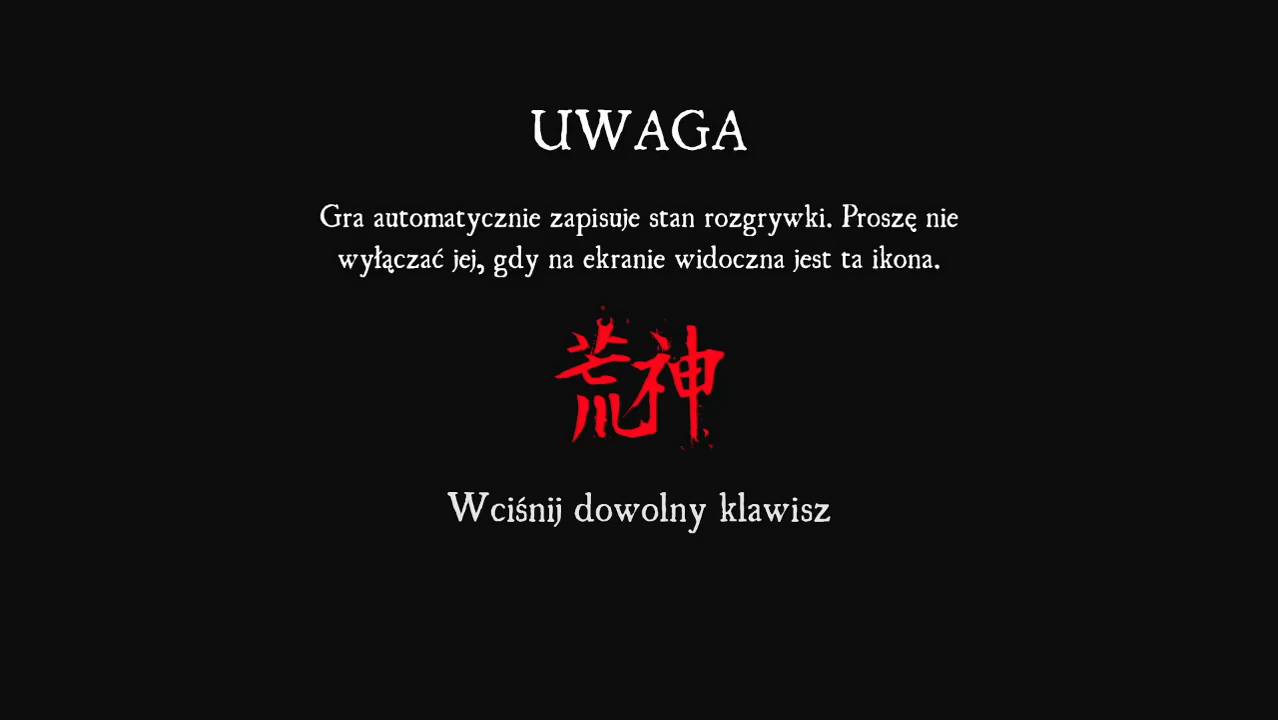 UWAGA
Gra automatycznie zapisuje stan rozgrywki. Proszę nie
wyłączać jej, gdy na ekranie widoczna jest ta ikona.
荒神
Wciśnij dowolny klawisz